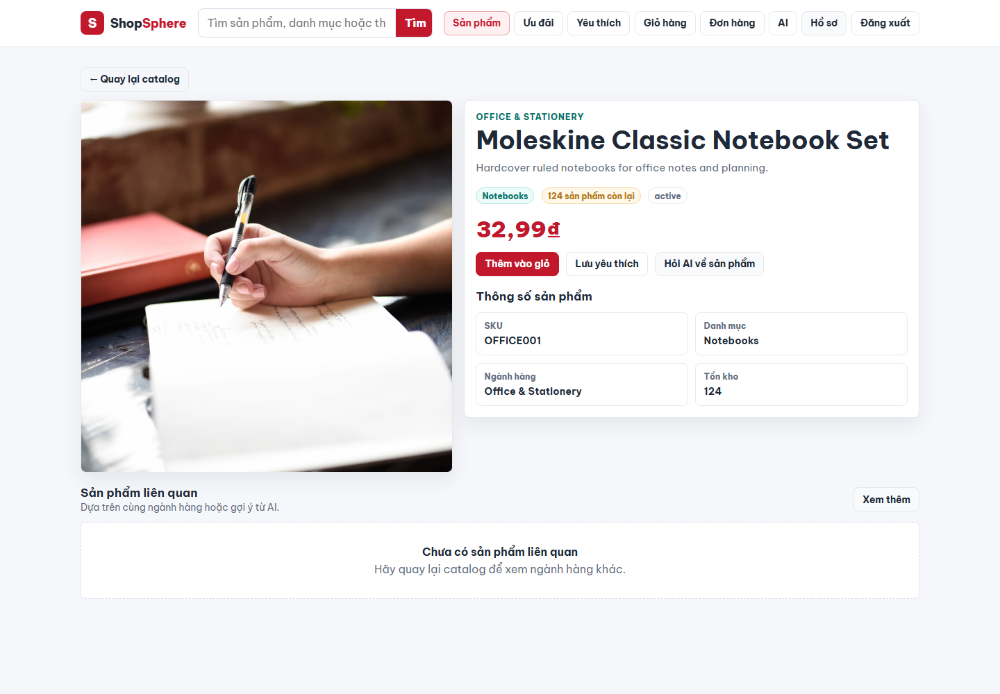 S ShopSphere
Tìm sản phẩm, danh mục hoặc th
Tìm
Sản phẩm
Ưu đãi
Yêu thích
Giỏ hàng
Đơn hàng
AI
Hồ sơ
Đăng xuất
← Quay lại catalog
OFFICE & STATIONERY
Moleskine Classic Notebook Set
Hardcover ruled notebooks for office notes and planning.
Notebooks
124 sản phẩm còn lại
active
32,99₫
Thêm vào giỏ
Lưu yêu thích
Hỏi AI về sản phẩm
Thông số sản phẩm
SKU
OFFICE001
Danh mục
Notebooks
Ngành hàng
Office & Stationery
Tồn kho
124
Sản phẩm liên quan
Dựa trên cùng ngành hàng hoặc gợi ý từ AI.
Xem thêm
Chưa có sản phẩm liên quan
Hãy quay lại catalog để xem ngành hàng khác.